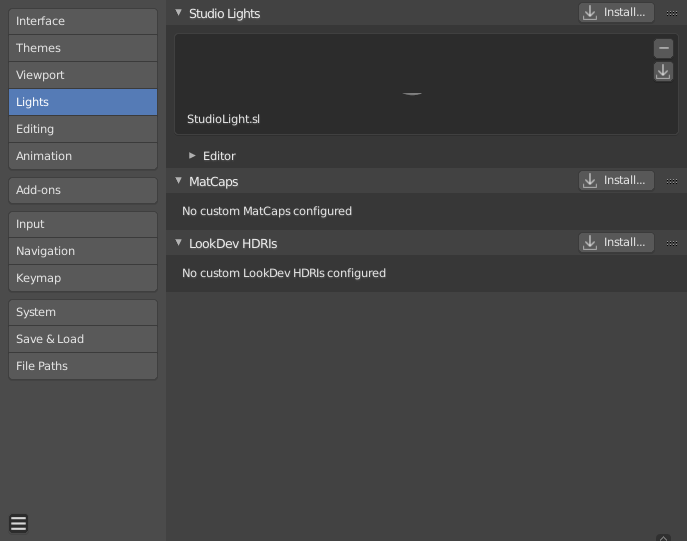 Interface
Themes
Viewport
Lights
Editing
Animation
Add-ons
Input
Navigation
Keymap
System
Save & Load
File Paths
Studio Lights
Install...
StudioLight.sl
Editor
MatCaps
Install...
No custom MatCaps configured
LookDev HDRIs
Install...
No custom LookDev HDRIs configured